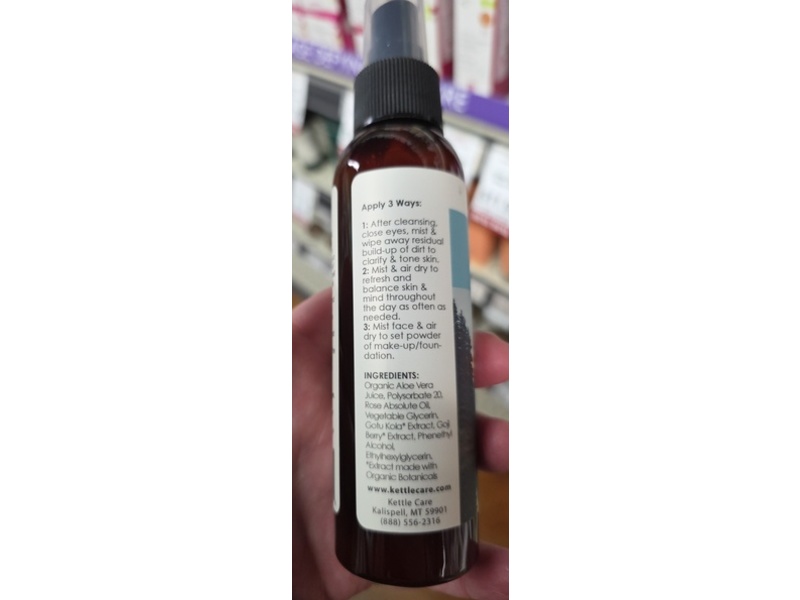 Apply 3 Ways:
1: After cleansing,
close eyes, mist &
wipe away residual
build-up of dirt to
clarify & tone skin.
2: Mist & air dry to
refresh and
balance skin &
mind throughout
the day as often as
needed.
3: Mist face & air
dry to set powder
of make-up/foun-
dation.
INGREDIENTS:
Organic Aloe Vera
Juice, Polysorbate 20,
Rose Absolute Oil,
Vegetable Glycerin,
Gotu Kola* Extract, Goji
Berry* Extract, Phenethyl
Alcohol,
Ethylhexylglycerin,
*Extract made with
Organic Botanicals
www.kettlecare.com
Kettle Care
Kalispell, MT 59901
(888) 556-2316